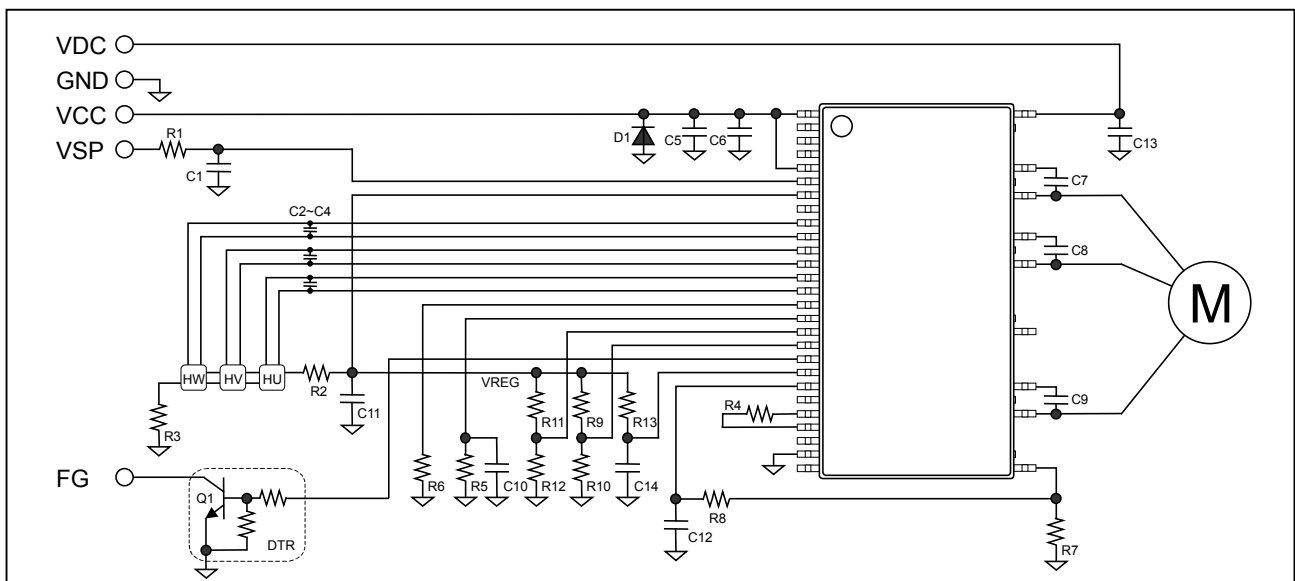 VDC
GND
VCC
R1
VSP
C1
D1
C5
C6
C13
C7
C2~C4
C8
M
HW
HV
HU
R2
VREG
C11
R11
R9
R13
R4
C9
R3
FG
Q1
DTR
R6
R5
C10
R12
R10
C14
R8
C12
R7